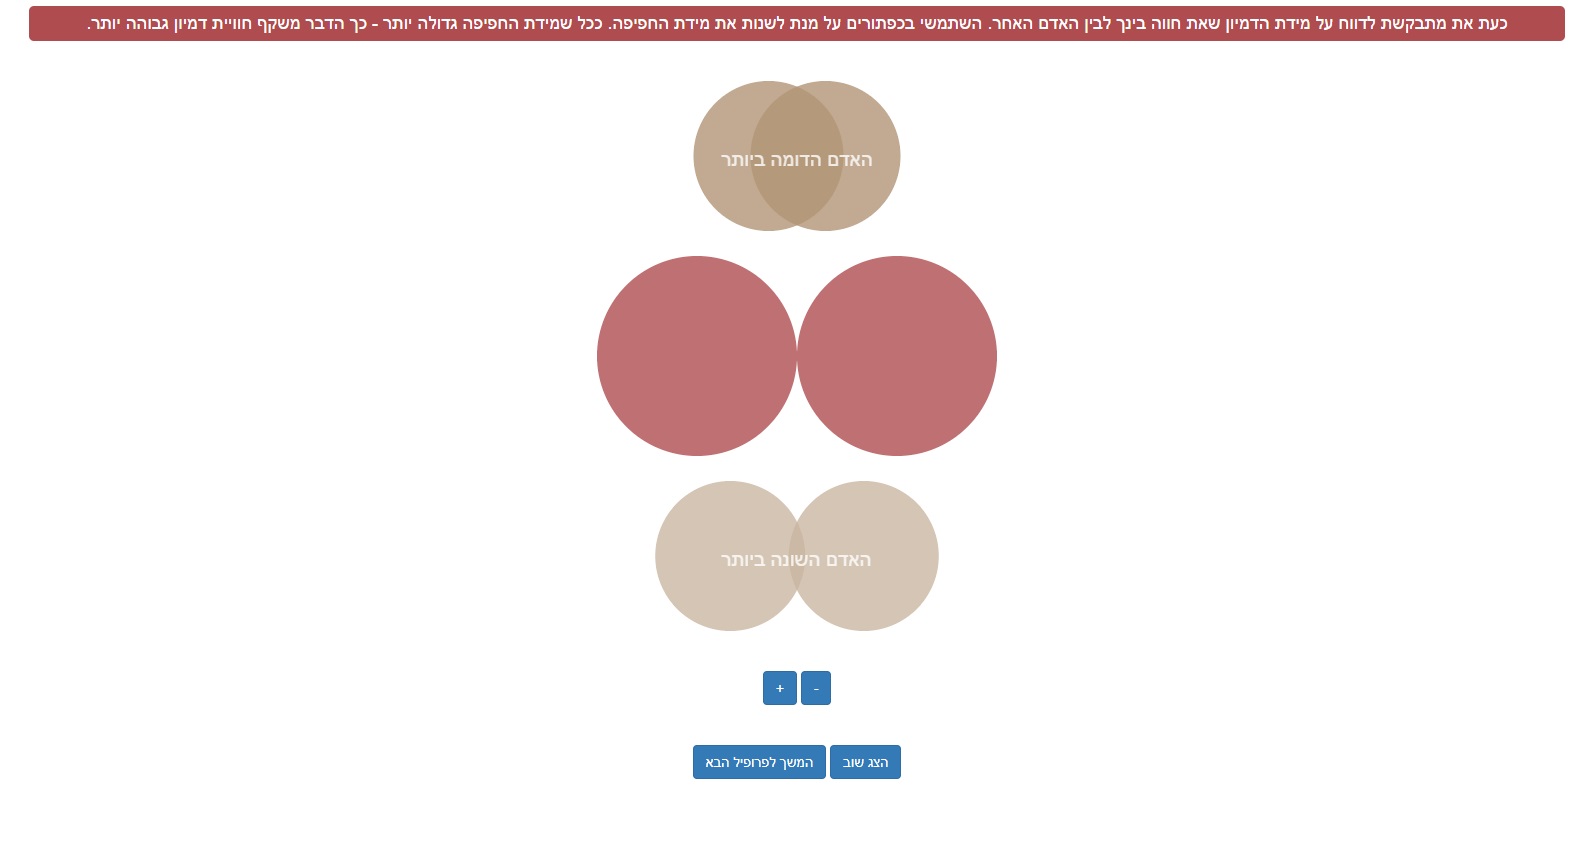 כעת את מתבקשת לדווח על מידת הדמיון שאת חווה בינך לבין האדם האחר. השתמשי בכפתורים על מנת לשנות את מידת החפיפה. ככל שמידת החפיפה גדולה יותר - כך הדבר משקף חוויית דמיון גבוהה יותר.
האדם הדומה ביותר
האדם השונה ביותר
- +
הצג שוב המשך לפרופיל הבא